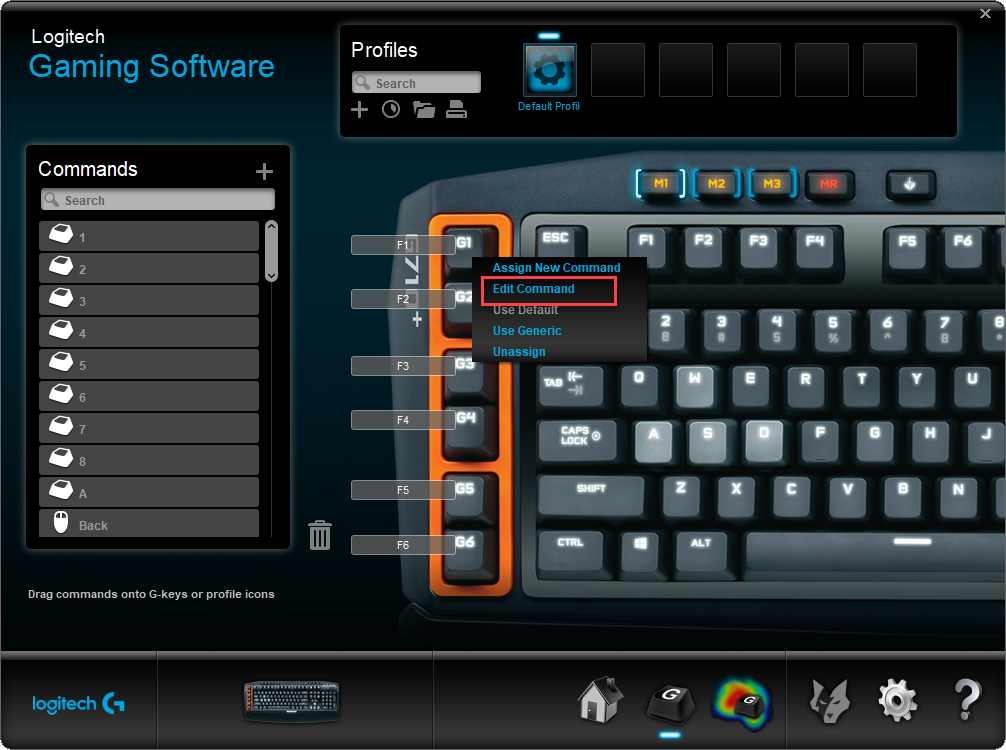 Logitech
Gaming Software
Profiles
Search
Default Profil
Commands
Search
1
2
3
4
5
6
7
8
A
Back
Drag commands onto G-keys or profile icons
M1 M2 M3 MR
F1 G1 ESC F1 F2 F3 F4 F5 F6
Assign New Command
Edit Command
Use Default
Use Generic
Unassign
F2 G2 2 @ 3 # 4 $ 5 % 6 ^ 7 8
F3 G3 TAB Q W E R T Y U
F4 G4 CAPS LOCK A S D F G H J
F5 G5 SHIFT Z X C V B N
F6 G6 CTRL ALT
logitech G
G
G
?